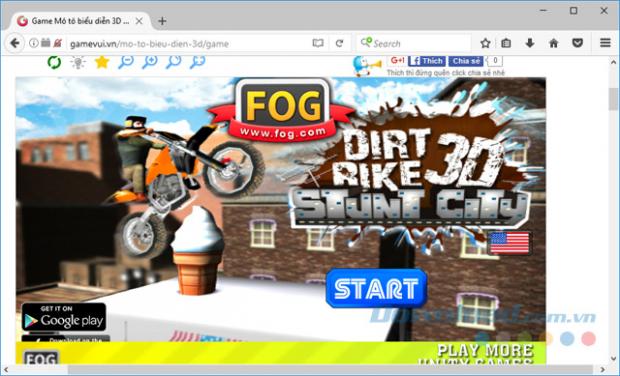 Game Mô tô biểu diễn 3D ...
gamevui.vn/mo-to-bieu-dien-3d/game
Search
G+1
Thích
Chia sẻ
0
Thích thì đừng quên click chia sẻ nhé
FOG
www.fog.com
DIRT
BIKE 3D
STUNT CITY
START
GET IT ON
Google play
Download on the
.com.vn
FOG
PLAY MORE
UNITY GAMES